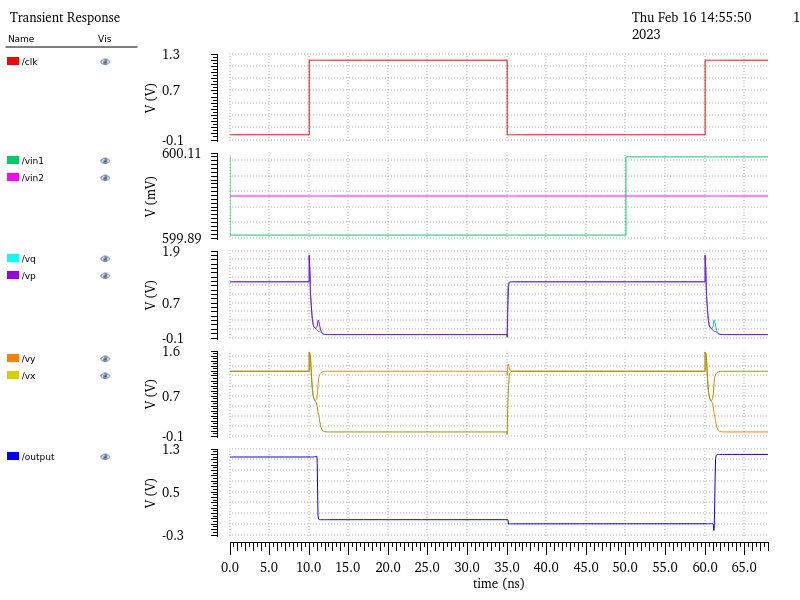 Transient Response
Thu Feb 16 14:55:50 1
2023
Name Vis
/clk
/vin1
/vin2
/vq
/vp
/vy
/vx
/output
1.3
0.7
-0.1
V (V)
600.11
599.89
V (mV)
1.9
0.7
-0.1
V (V)
1.6
0.7
-0.1
V (V)
1.3
0.5
-0.3
V (V)
0.0 5.0 10.0 15.0 20.0 25.0 30.0 35.0 40.0 45.0 50.0 55.0 60.0 65.0
time (ns)